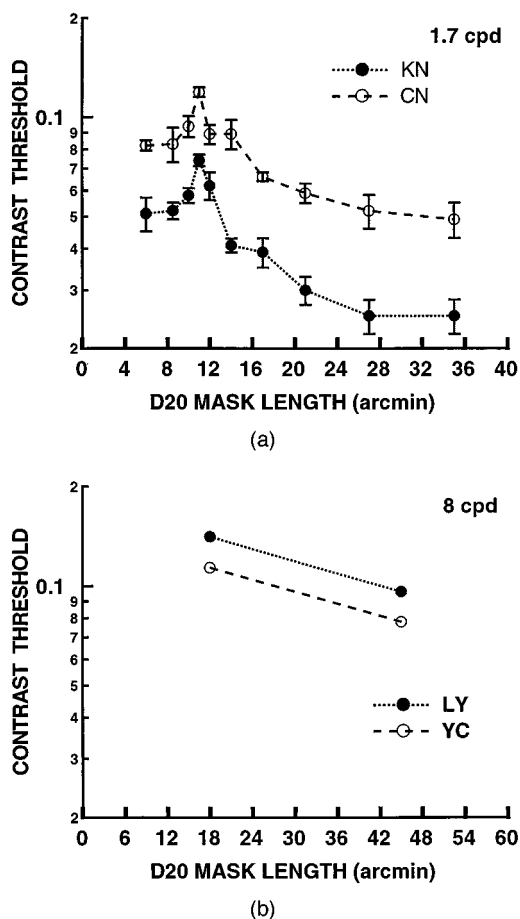 2
1.7 cpd
KN
CN
0.1
9
8
7
6
5
4
3
2
CONTRAST THRESHOLD
0 4 8 12 16 20 24 28 32 36 40
D20 MASK LENGTH (arcmin)
(a)
2
8 cpd
0.1
9
8
7
6
5
4
3
2
CONTRAST THRESHOLD
LY
YC
0 6 12 18 24 30 36 42 48 54 60
D20 MASK LENGTH (arcmin)
(b)